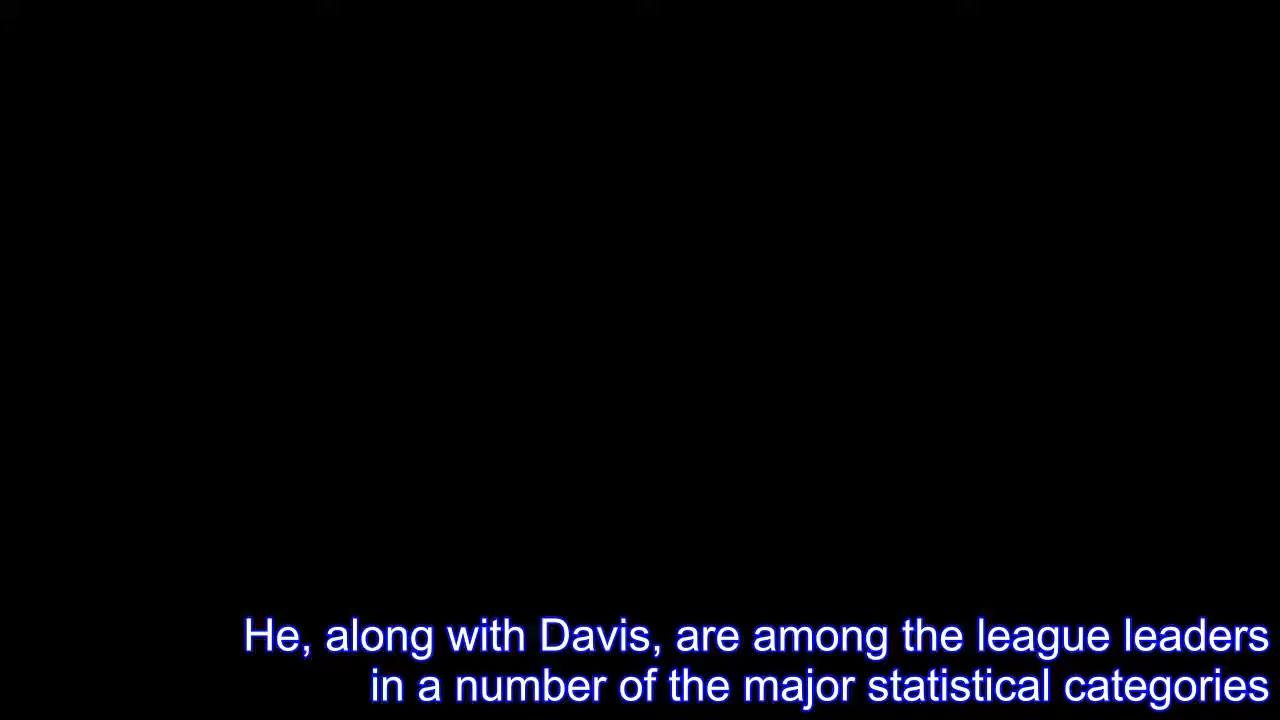 He, along with Davis, are among the league leaders
in a number of the major statistical categories